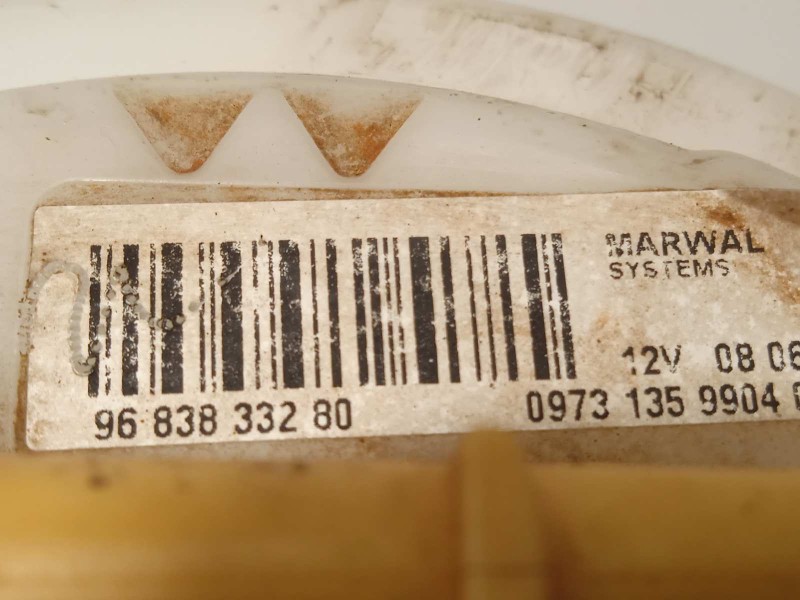 MARWAL
SYSTEMS
12V 08 06
96 838 332 80
0973 135 9904